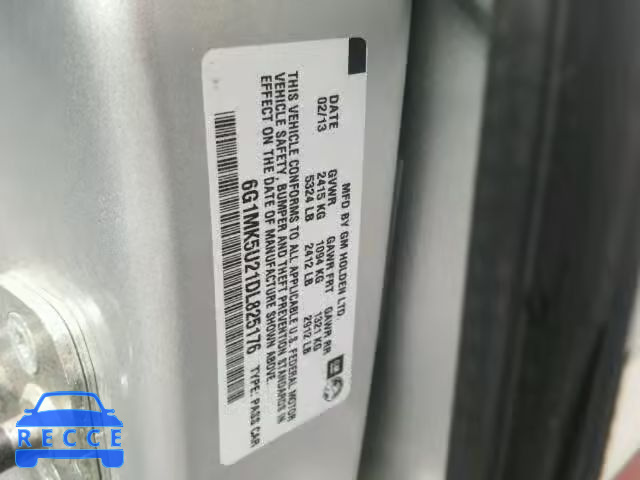 MFD BY GM HOLDEN LTD.
DATE GVWR GAWR FRT GAWR RR
02/13 2415 KG 1094 KG 1321 KG
5324 LB 2412 LB 2912 LB
THIS VEHICLE CONFORMS TO ALL APPLICABLE U.S. FEDERAL MOTOR
VEHICLE SAFETY, BUMPER AND THEFT PREVENTION STANDARDS IN
EFFECT ON THE DATE OF MANUFACTURE SHOWN ABOVE.
6G1MK5U21DL825176 TYPE: PASS CAR
GM
RECCE